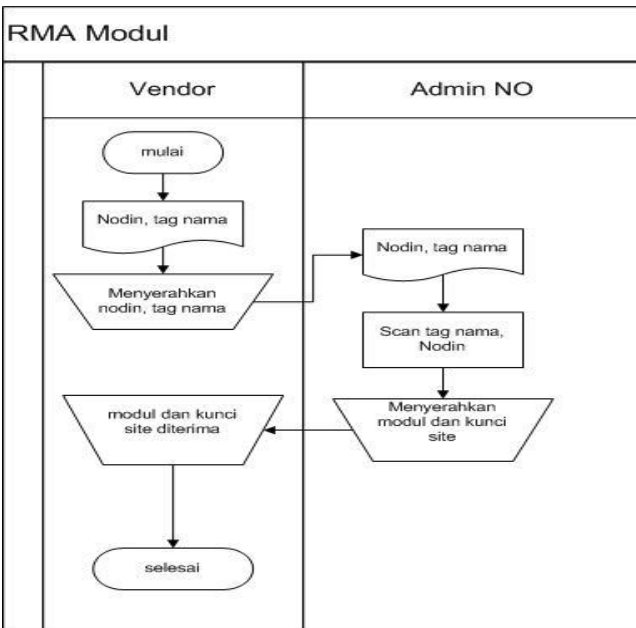 RMA Modul
Vendor
Admin NO
mulai
Nodin, tag nama
Menyerahkan
nodin, tag nama
Nodin, tag nama
Scan tag nama,
Nodin
Menyerahkan
modul dan kunci
site
modul dan kunci
site diterima
selesai